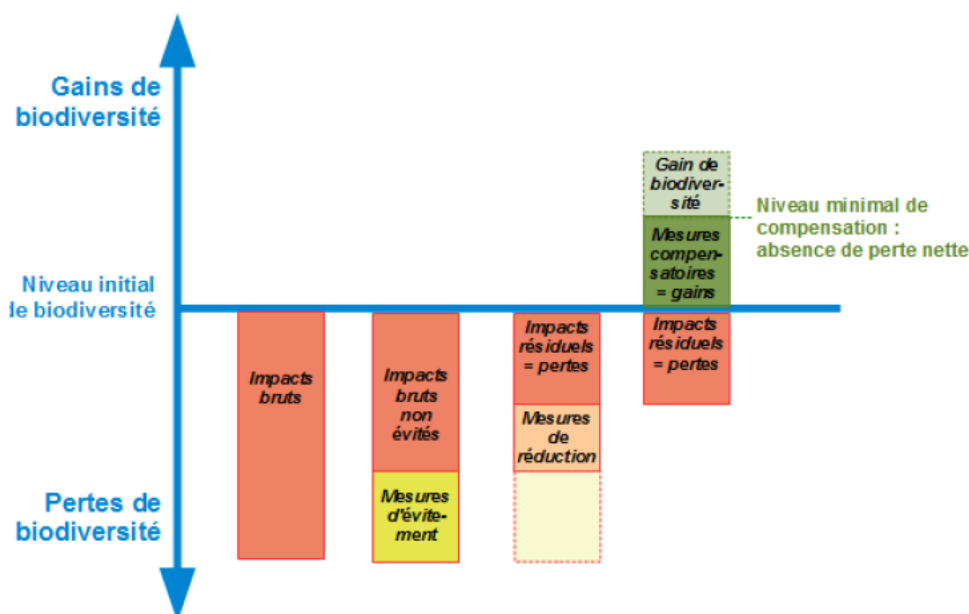 Gains de
biodiversité
Gain de
biodiver-
sité
Niveau minimal de
compensation :
absence de perte nette
Mesures
compen-
satoires
= gains
Niveau initial
de biodiversité
Impacts
bruts
Impacts
bruts
non
évités
Impacts
résiduels
= pertes
Impacts
résiduels
= pertes
Mesures
de
réduction
Mesures
d'évite-
ment
Pertes de
biodiversité